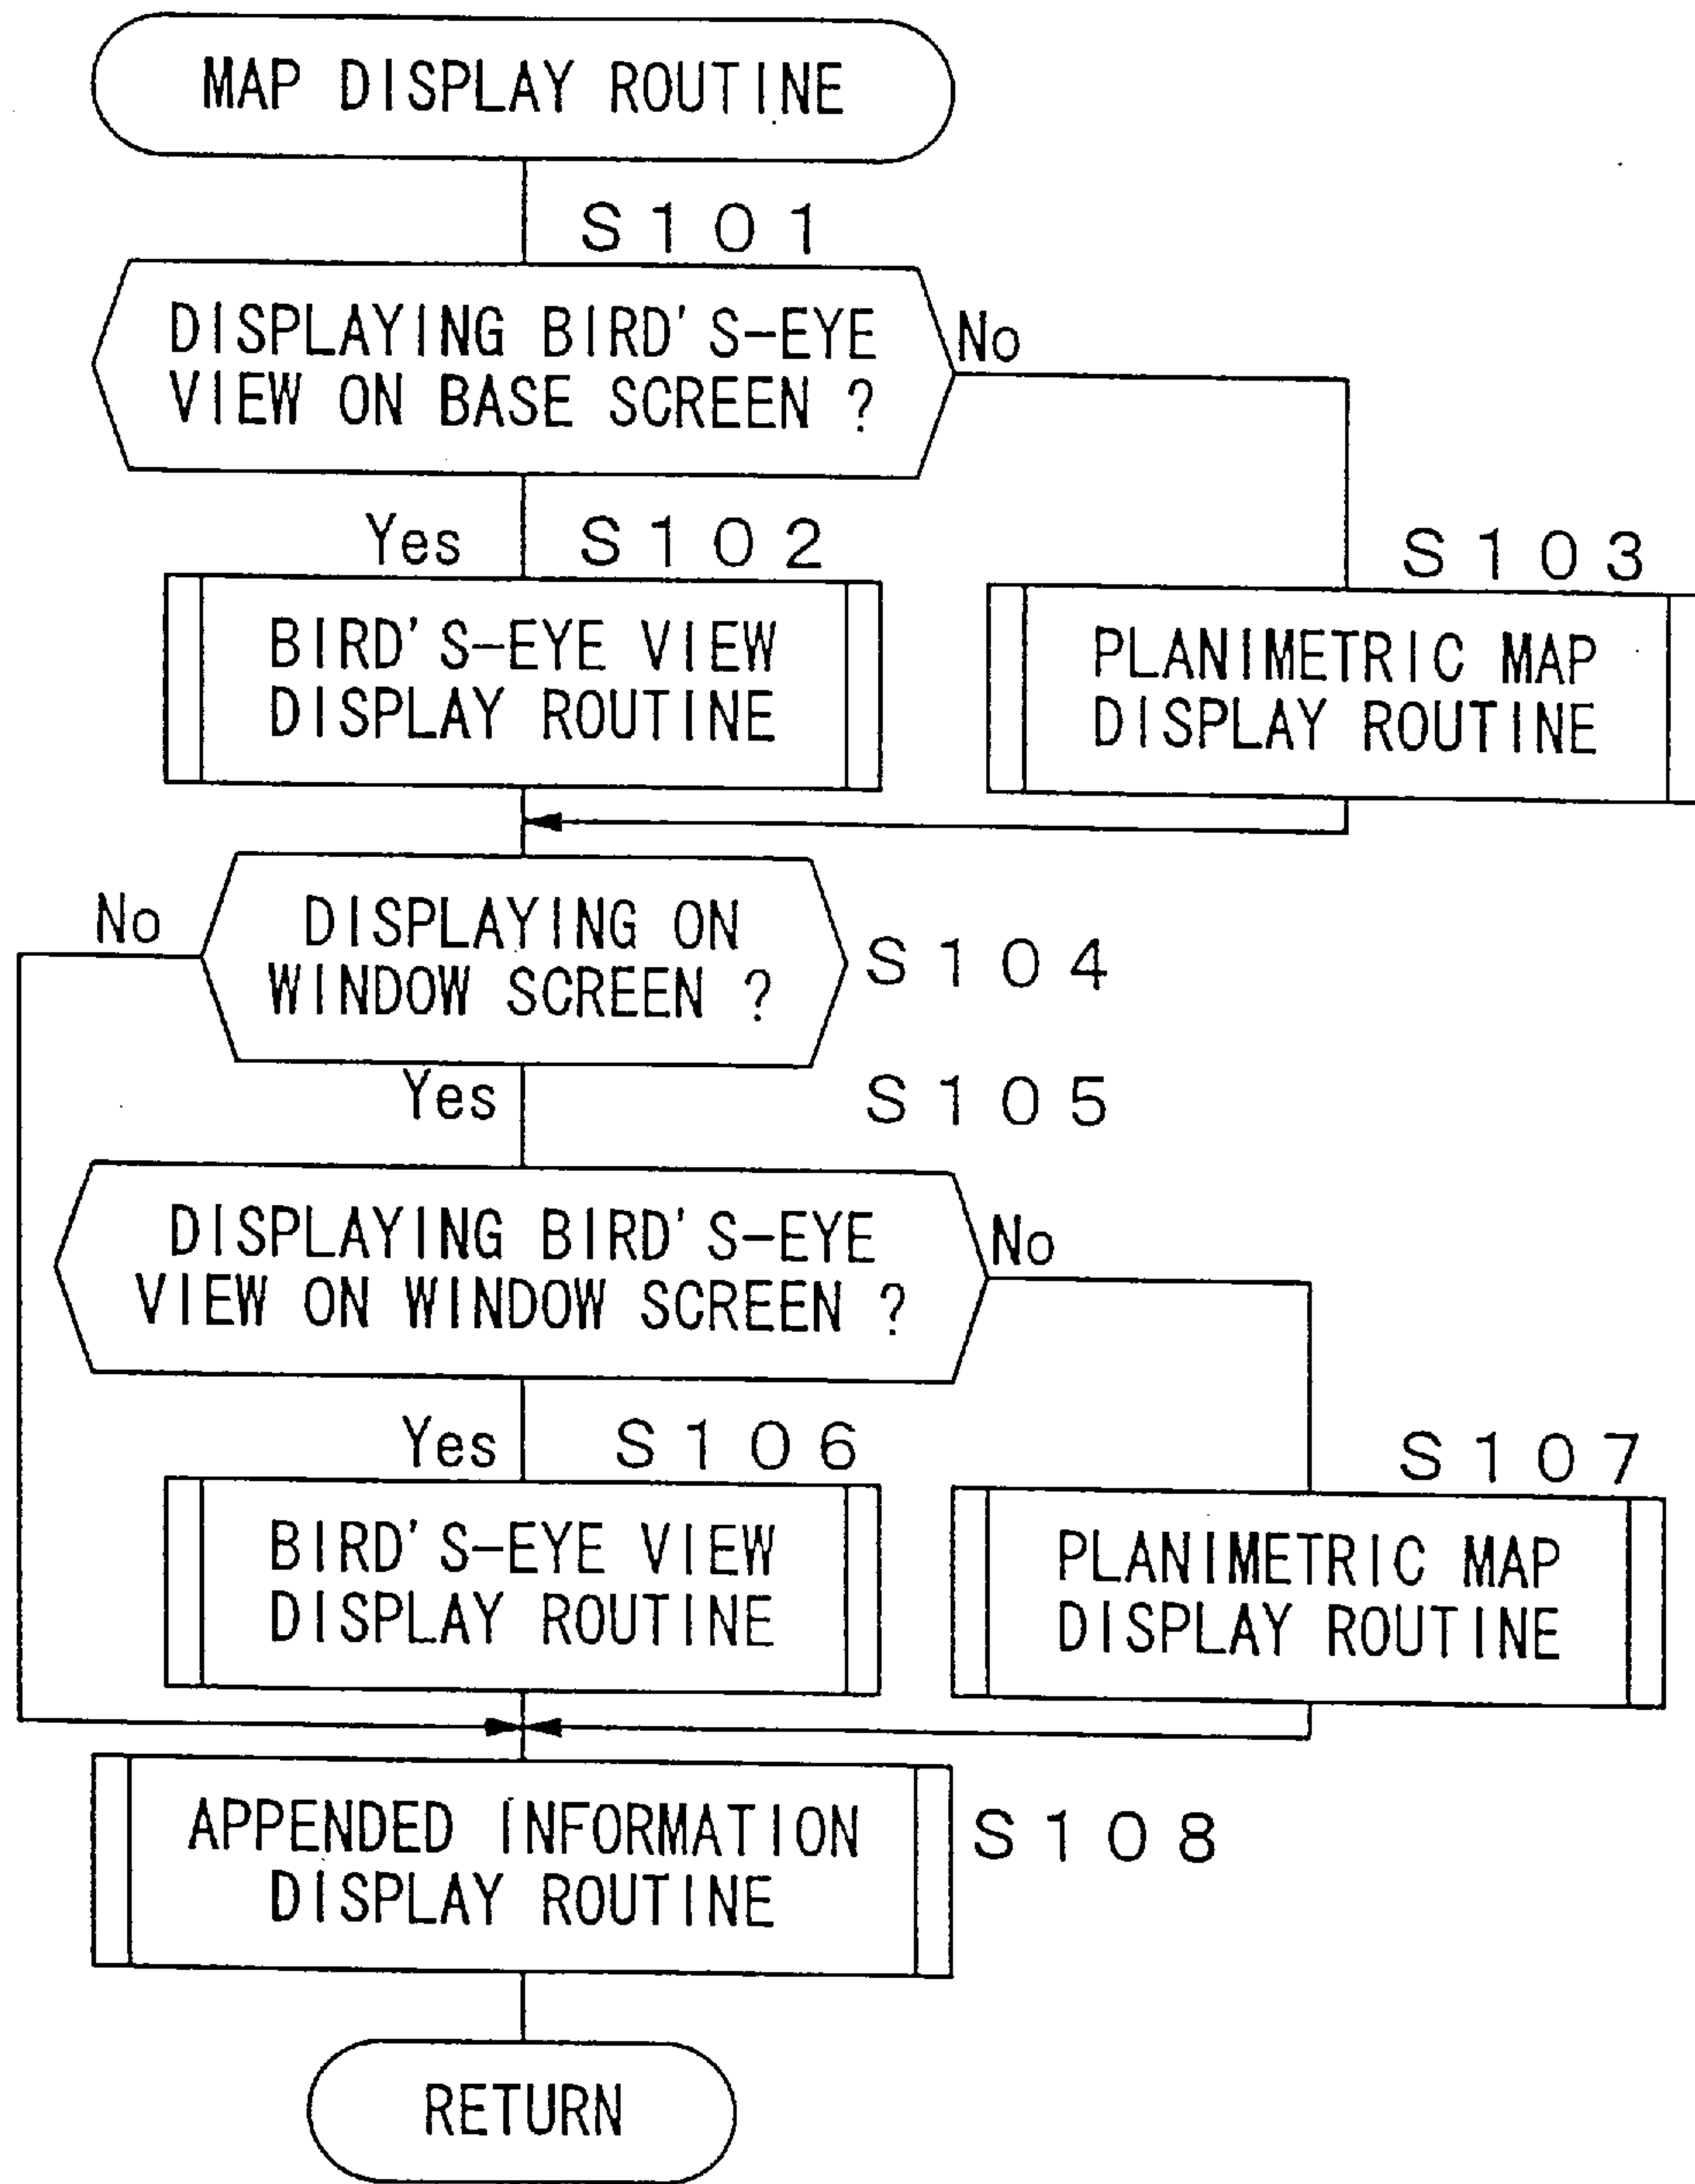 MAP DISPLAY ROUTINE
S101
DISPLAYING BIRD'S-EYE
VIEW ON BASE SCREEN ?
No
Yes
S102
S103
BIRD'S-EYE VIEW
DISPLAY ROUTINE
PLANIMETRIC MAP
DISPLAY ROUTINE
No
DISPLAYING ON
WINDOW SCREEN ?
S104
Yes
S105
DISPLAYING BIRD'S-EYE
VIEW ON WINDOW SCREEN ?
No
Yes
S106
S107
BIRD'S-EYE VIEW
DISPLAY ROUTINE
PLANIMETRIC MAP
DISPLAY ROUTINE
APPENDED INFORMATION
DISPLAY ROUTINE
S108
RETURN